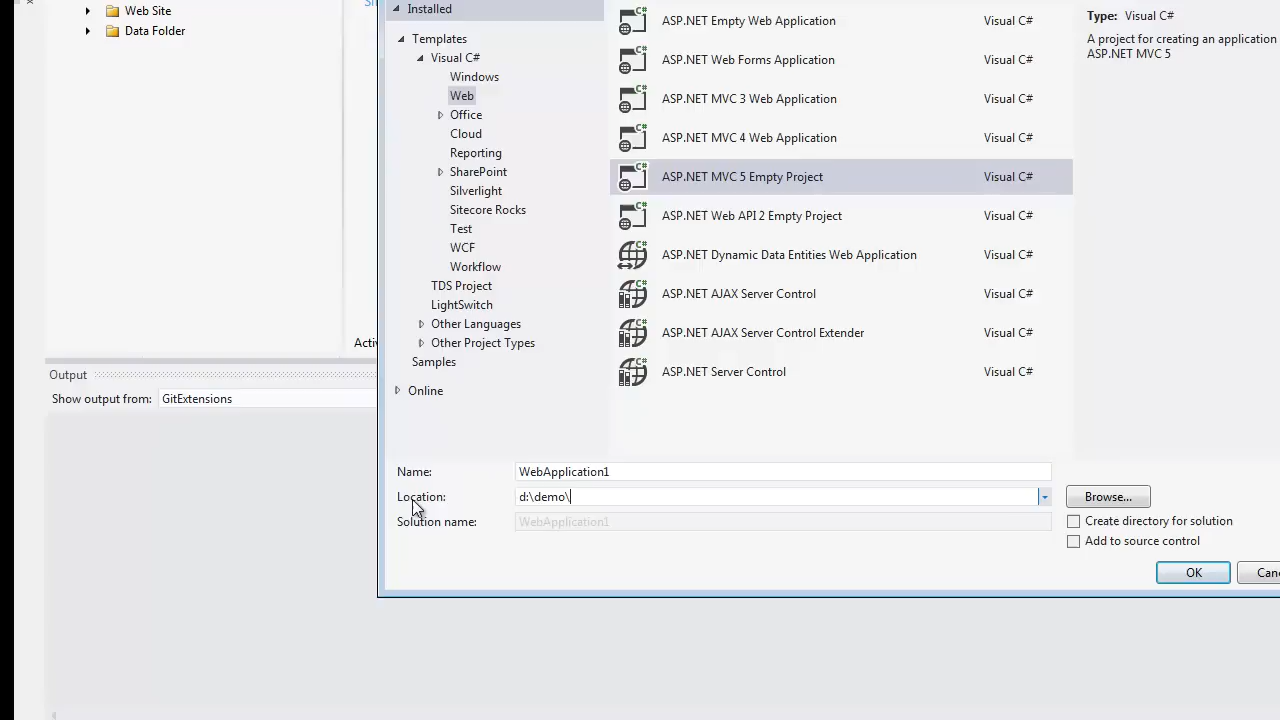 Web Site
Data Folder
Output
Show output from: GitExtensions
Installed
Templates
Visual C#
Windows
Web
Office
Cloud
Reporting
SharePoint
Silverlight
Sitecore Rocks
Test
WCF
Workflow
TDS Project
LightSwitch
Other Languages
Other Project Types
Samples
Online
ASP.NET Empty Web Application Visual C#
ASP.NET Web Forms Application Visual C#
ASP.NET MVC 3 Web Application Visual C#
ASP.NET MVC 4 Web Application Visual C#
ASP.NET MVC 5 Empty Project Visual C#
ASP.NET Web API 2 Empty Project Visual C#
ASP.NET Dynamic Data Entities Web Application Visual C#
ASP.NET AJAX Server Control Visual C#
ASP.NET AJAX Server Control Extender Visual C#
ASP.NET Server Control Visual C#
Type: Visual C#
A project for creating an application
ASP.NET MVC 5
Name: WebApplication1
Location: d:\demo\
Browse...
Solution name: WebApplication1
Create directory for solution
Add to source control
OK